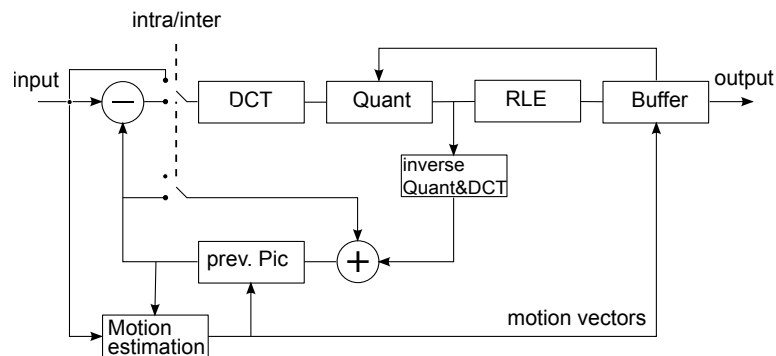 intra/inter
input
DCT
Quant
RLE
Buffer
output
inverse
Quant&DCT
prev. Pic
Motion
estimation
motion vectors